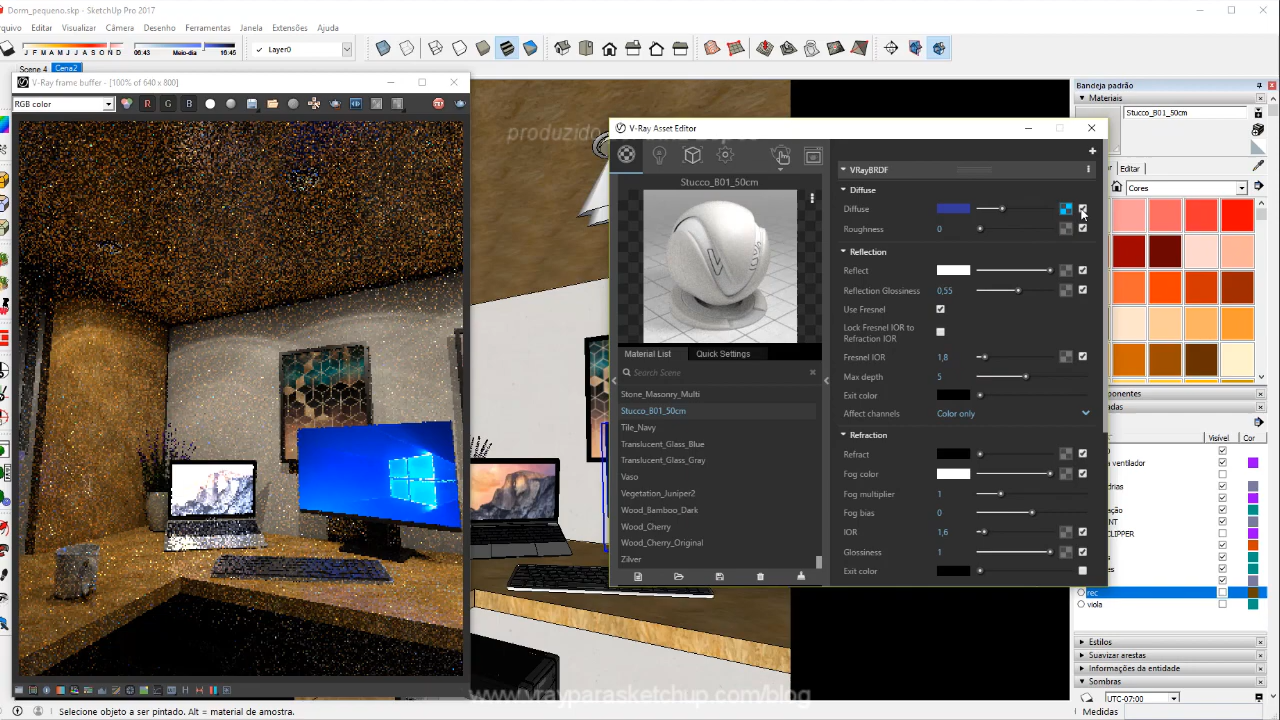 Dorm_pequeno.skp - SketchUp Pro 2017
Arquivo Editar Visualizar Câmera Desenho Ferramentas Janela Extensões Ajuda
J F M A M J J A S O N D 06:43 Meio-dia 16:45
Layer0
Scene 4 Cena2
V-Ray frame buffer - [100% of 640 x 800]
RGB color
R G B
produzido
V-Ray Asset Editor
Stucco_B01_50cm
Material List Quick Settings
Search Scene
Stone_Masonry_Multi
Stucco_B01_50cm
Tile_Navy
Translucent_Glass_Blue
Translucent_Glass_Gray
Vaso
Vegetation_Juniper2
Wood_Bamboo_Dark
Wood_Cherry
Wood_Cherry_Original
Zilver
VRayBRDF
Diffuse
Diffuse
Roughness 0
Reflection
Reflect
Reflection Glossiness 0,55
Use Fresnel
Lock Fresnel IOR to
Refraction IOR
Fresnel IOR 1,8
Max depth 5
Exit color
Affect channels Color only
Refraction
Refract
Fog color
Fog multiplier 1
Fog bias 0
IOR 1,6
Glossiness 1
Exit color
Bandeja padrão
Materiais
Stucco_B01_50cm
Editar
Cores
ponentes
adas
Visível Cor
a ventilador
drias
ação
NT
CLIPPER
es
rec
viola
Estilos
Suavizar arestas
Informações da entidade
Sombras
UTC-07:00
www.vrayparasketchup.com/blog
Selecione objeto a ser pintado. Alt = material de amostra.
Medidas